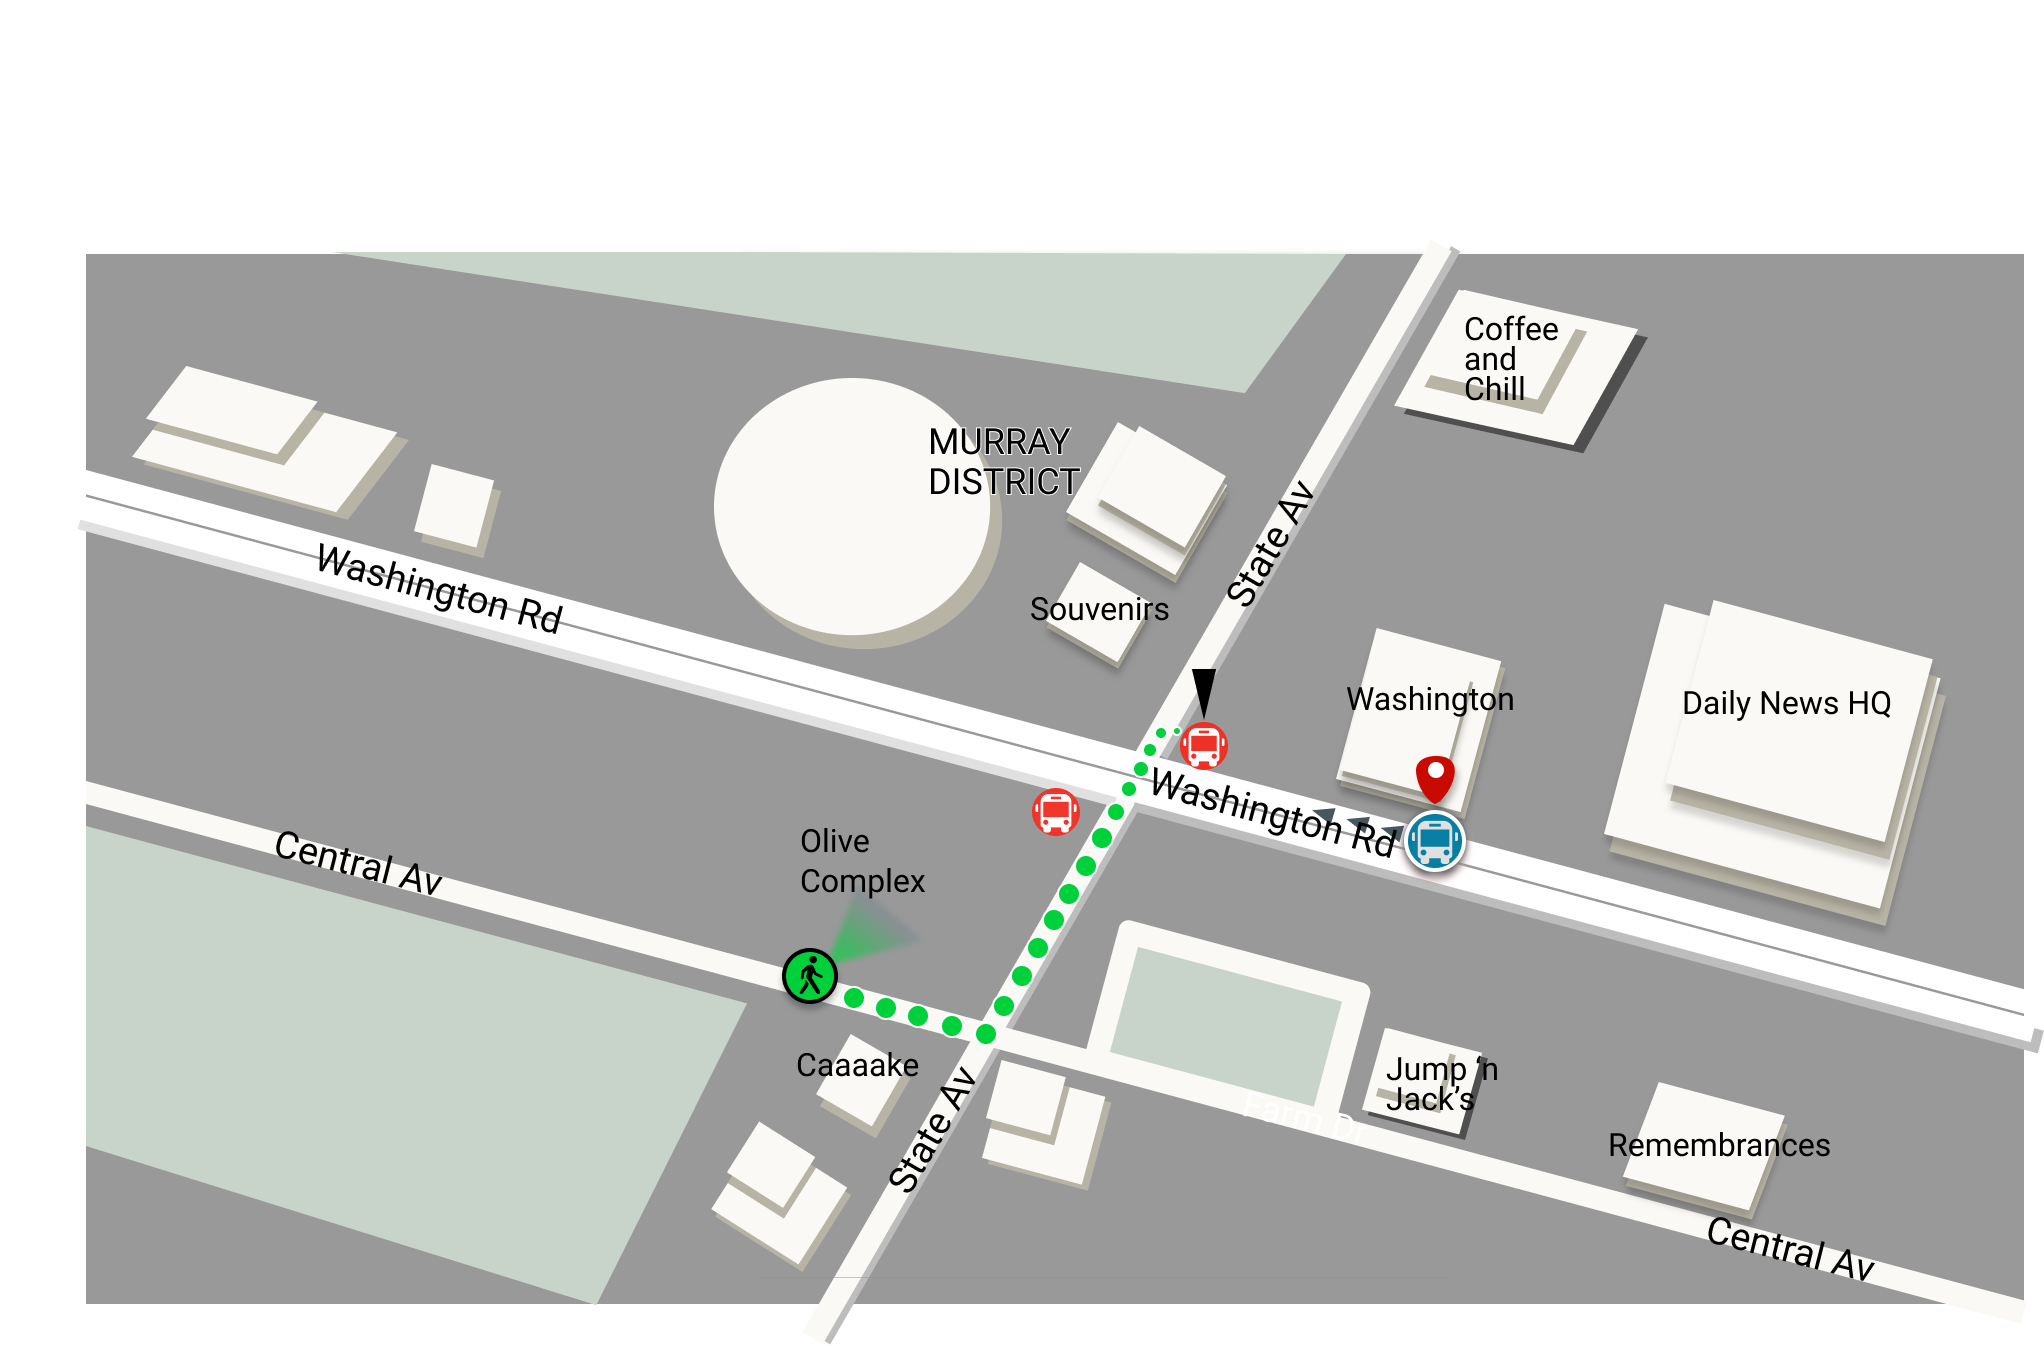 Coffee
and
Chill
MURRAY
DISTRICT
State Av
Washington Rd
Souvenirs
Washington
Daily News HQ
Washington Rd
Olive
Complex
Central Av
Caaaake
State Av
Jump ‘n
Jack’s
Farm Dr
Remembrances
Central Av